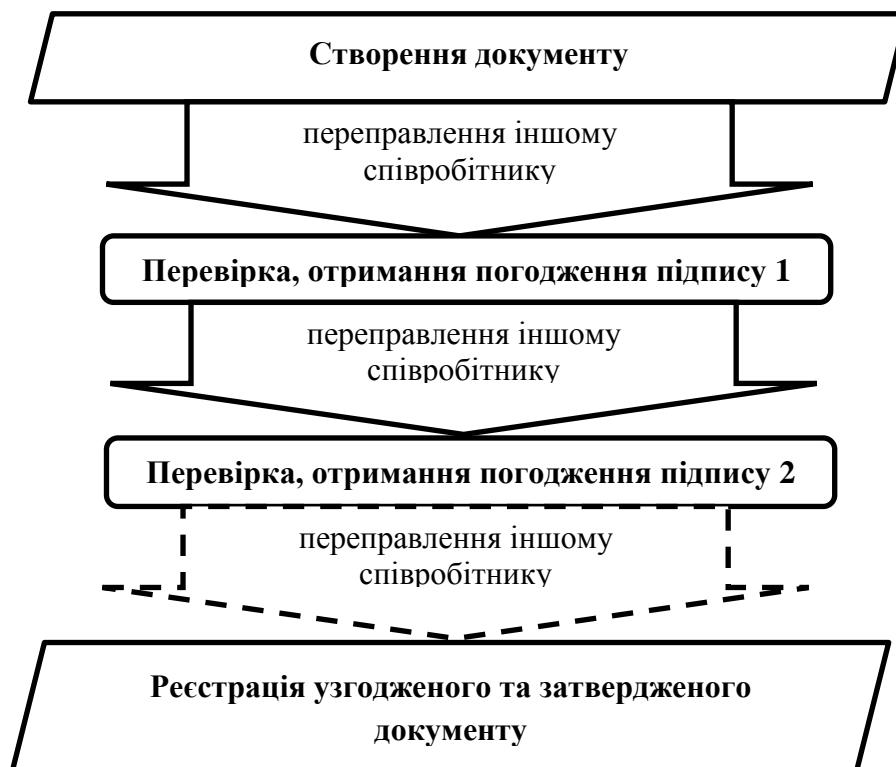 Створення документу
переправлення іншому
співробітнику
Перевірка, отримання погодження підпису 1
переправлення іншому
співробітнику
Перевірка, отримання погодження підпису 2
переправлення іншому
співробітнику
Реєстрація узгодженого та затвердженого
документу